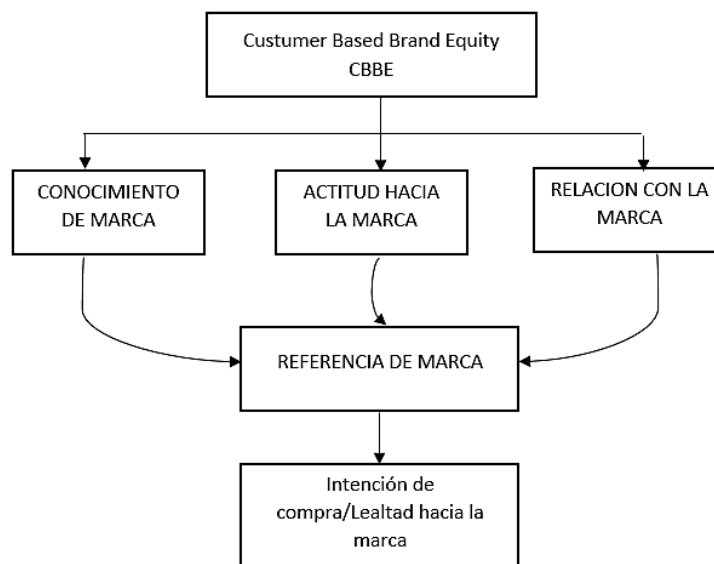 Custumer Based Brand Equity
CBBE
CONOCIMIENTO
DE MARCA
ACTITUD HACIA
LA MARCA
RELACION CON LA
MARCA
REFERENCIA DE MARCA
Intención de
compra/Lealtad hacia la
marca